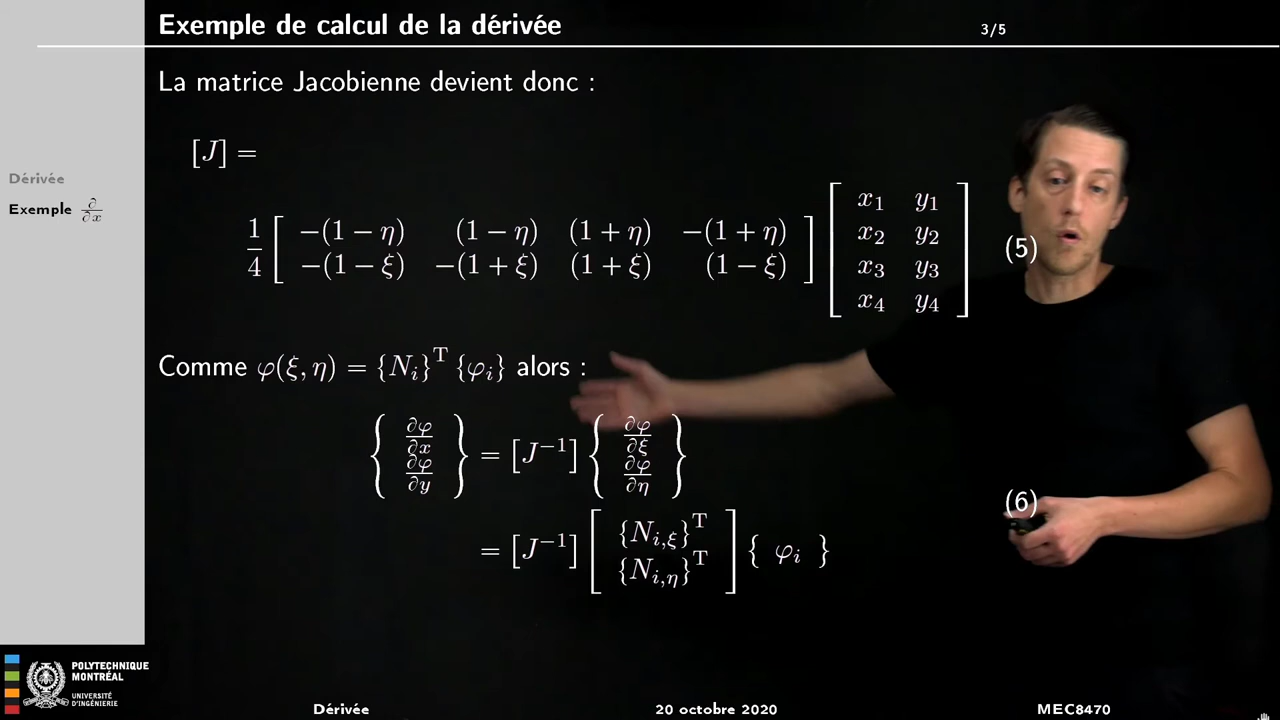 Exemple de calcul de la dérivée
3/5
La matrice Jacobienne devient donc :
Dérivée
Exemple ∂/∂x
[J] =
1/4 [ −(1 − η) (1 − η) (1 + η) −(1 + η) ; −(1 − ξ) −(1 + ξ) (1 + ξ) (1 − ξ) ] [ x₁ y₁ ; x₂ y₂ ; x₃ y₃ ; x₄ y₄ ] (5)
Comme φ(ξ, η) = {Nᵢ}ᵀ {φᵢ} alors :
{ ∂φ/∂x ; ∂φ/∂y } = [J⁻¹] { ∂φ/∂ξ ; ∂φ/∂η }
= [J⁻¹] [ {Nᵢ,ξ}ᵀ ; {Nᵢ,η}ᵀ ] { φᵢ } (6)
POLYTECHNIQUE
MONTRÉAL
UNIVERSITÉ
D'INGÉNIERIE
Dérivée
20 octobre 2020
MEC8470